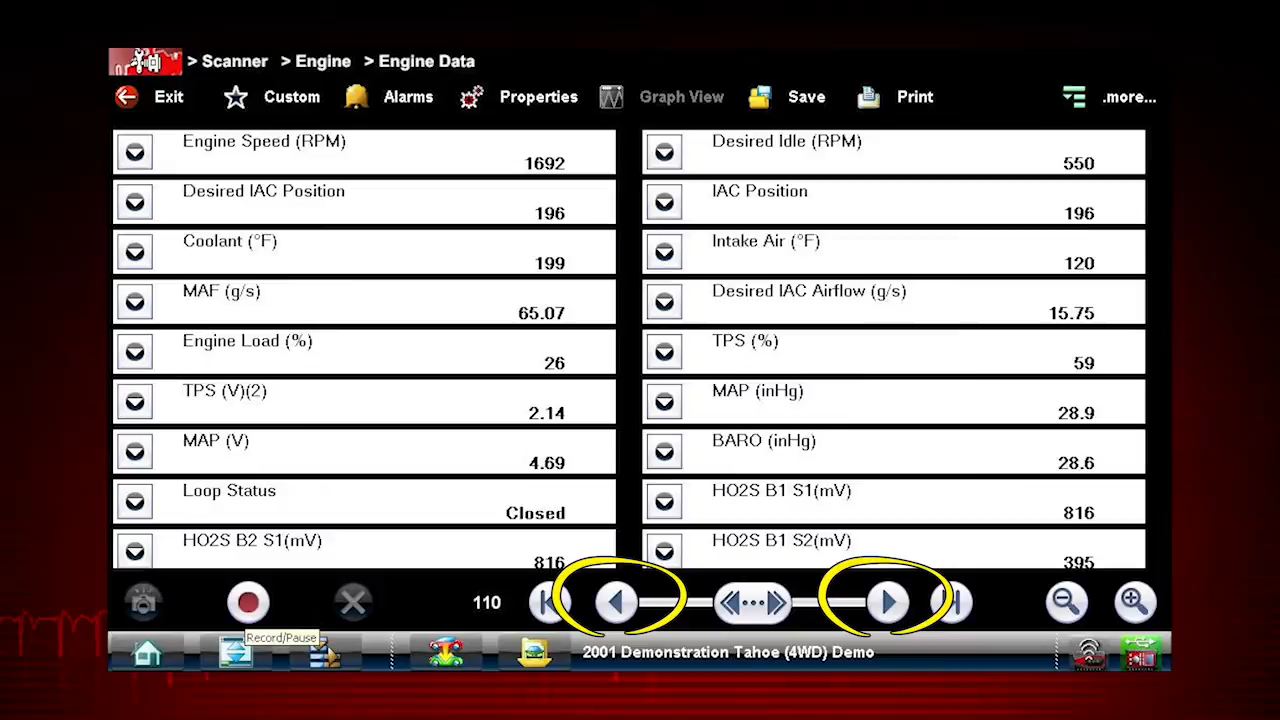 > Scanner > Engine > Engine Data
Exit Custom Alarms Properties Graph View Save Print .more...
Engine Speed (RPM) 1692 Desired Idle (RPM) 550
Desired IAC Position 196 IAC Position 196
Coolant (°F) 199 Intake Air (°F) 120
MAF (g/s) 65.07 Desired IAC Airflow (g/s) 15.75
Engine Load (%) 26 TPS (%) 59
TPS (V)(2) 2.14 MAP (inHg) 28.9
MAP (V) 4.69 BARO (inHg) 28.6
Loop Status Closed HO2S B1 S1(mV) 816
HO2S B2 S1(mV) 816 HO2S B1 S2(mV) 395
110
Record/Pause
2001 Demonstration Tahoe (4WD) Demo